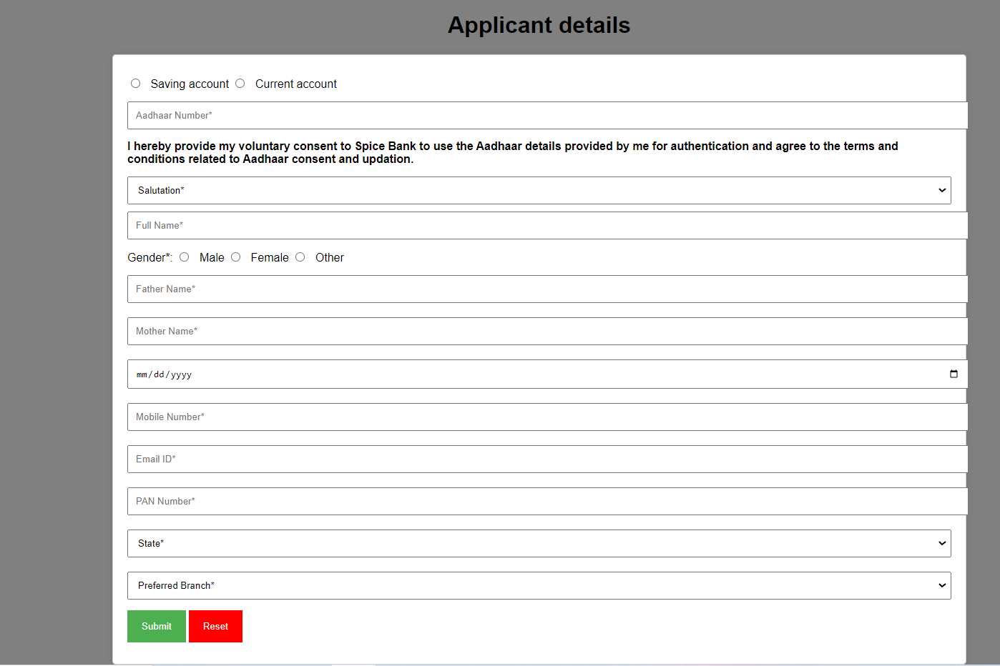 Applicant details
Saving account Current account
Aadhaar Number*
I hereby provide my voluntary consent to Spice Bank to use the Aadhaar details provided by me for authentication and agree to the terms and
conditions related to Aadhaar consent and updation.
Salutation*
Full Name*
Gender*: Male Female Other
Father Name*
Mother Name*
mm/dd/yyyy
Mobile Number*
Email ID*
PAN Number*
State*
Preferred Branch*
Submit Reset